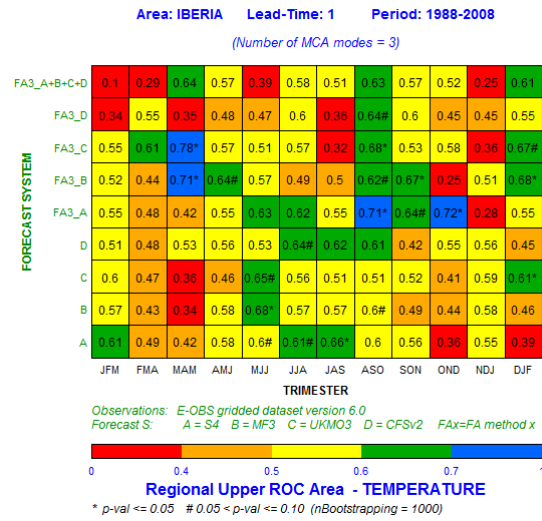 Area: IBERIA Lead-Time: 1 Period: 1988-2008
(Number of MCA modes = 3)
FORECAST SYSTEM
FA3_A+B+C+D 0.1 0.29 0.64 0.57 0.39 0.58 0.51 0.63 0.57 0.52 0.25 0.61
FA3_D 0.34 0.55 0.35 0.48 0.47 0.6 0.36 0.64# 0.6 0.45 0.45 0.55
FA3_C 0.55 0.61 0.78* 0.57 0.51 0.57 0.32 0.68* 0.53 0.58 0.36 0.67#
FA3_B 0.52 0.44 0.71* 0.64# 0.57 0.49 0.5 0.62# 0.67* 0.25 0.51 0.68*
FA3_A 0.55 0.48 0.42 0.55 0.63 0.62 0.55 0.71* 0.64# 0.72* 0.28 0.55
D 0.51 0.48 0.53 0.56 0.53 0.64# 0.62 0.61 0.42 0.55 0.56 0.45
C 0.6 0.47 0.36 0.46 0.65# 0.56 0.51 0.51 0.52 0.41 0.59 0.61*
B 0.57 0.43 0.34 0.58 0.68* 0.57 0.57 0.6# 0.49 0.44 0.58 0.46
A 0.61 0.49 0.42 0.58 0.6# 0.61# 0.66* 0.6 0.56 0.36 0.55 0.39
JFM FMA MAM AMJ MJJ JJA JAS ASO SON OND NDJ DJF
TRIMESTER
Observations: E-OBS gridded dataset version 6.0
Forecast S: A = S4 B = MF3 C = UKMO3 D = CFSv2 FAx=FA method x
0 0.4 0.5 0.6 0.7 1
Regional Upper ROC Area - TEMPERATURE
* p-val <= 0.05 # 0.05 < p-val <= 0.10 (nBootstrapping = 1000)